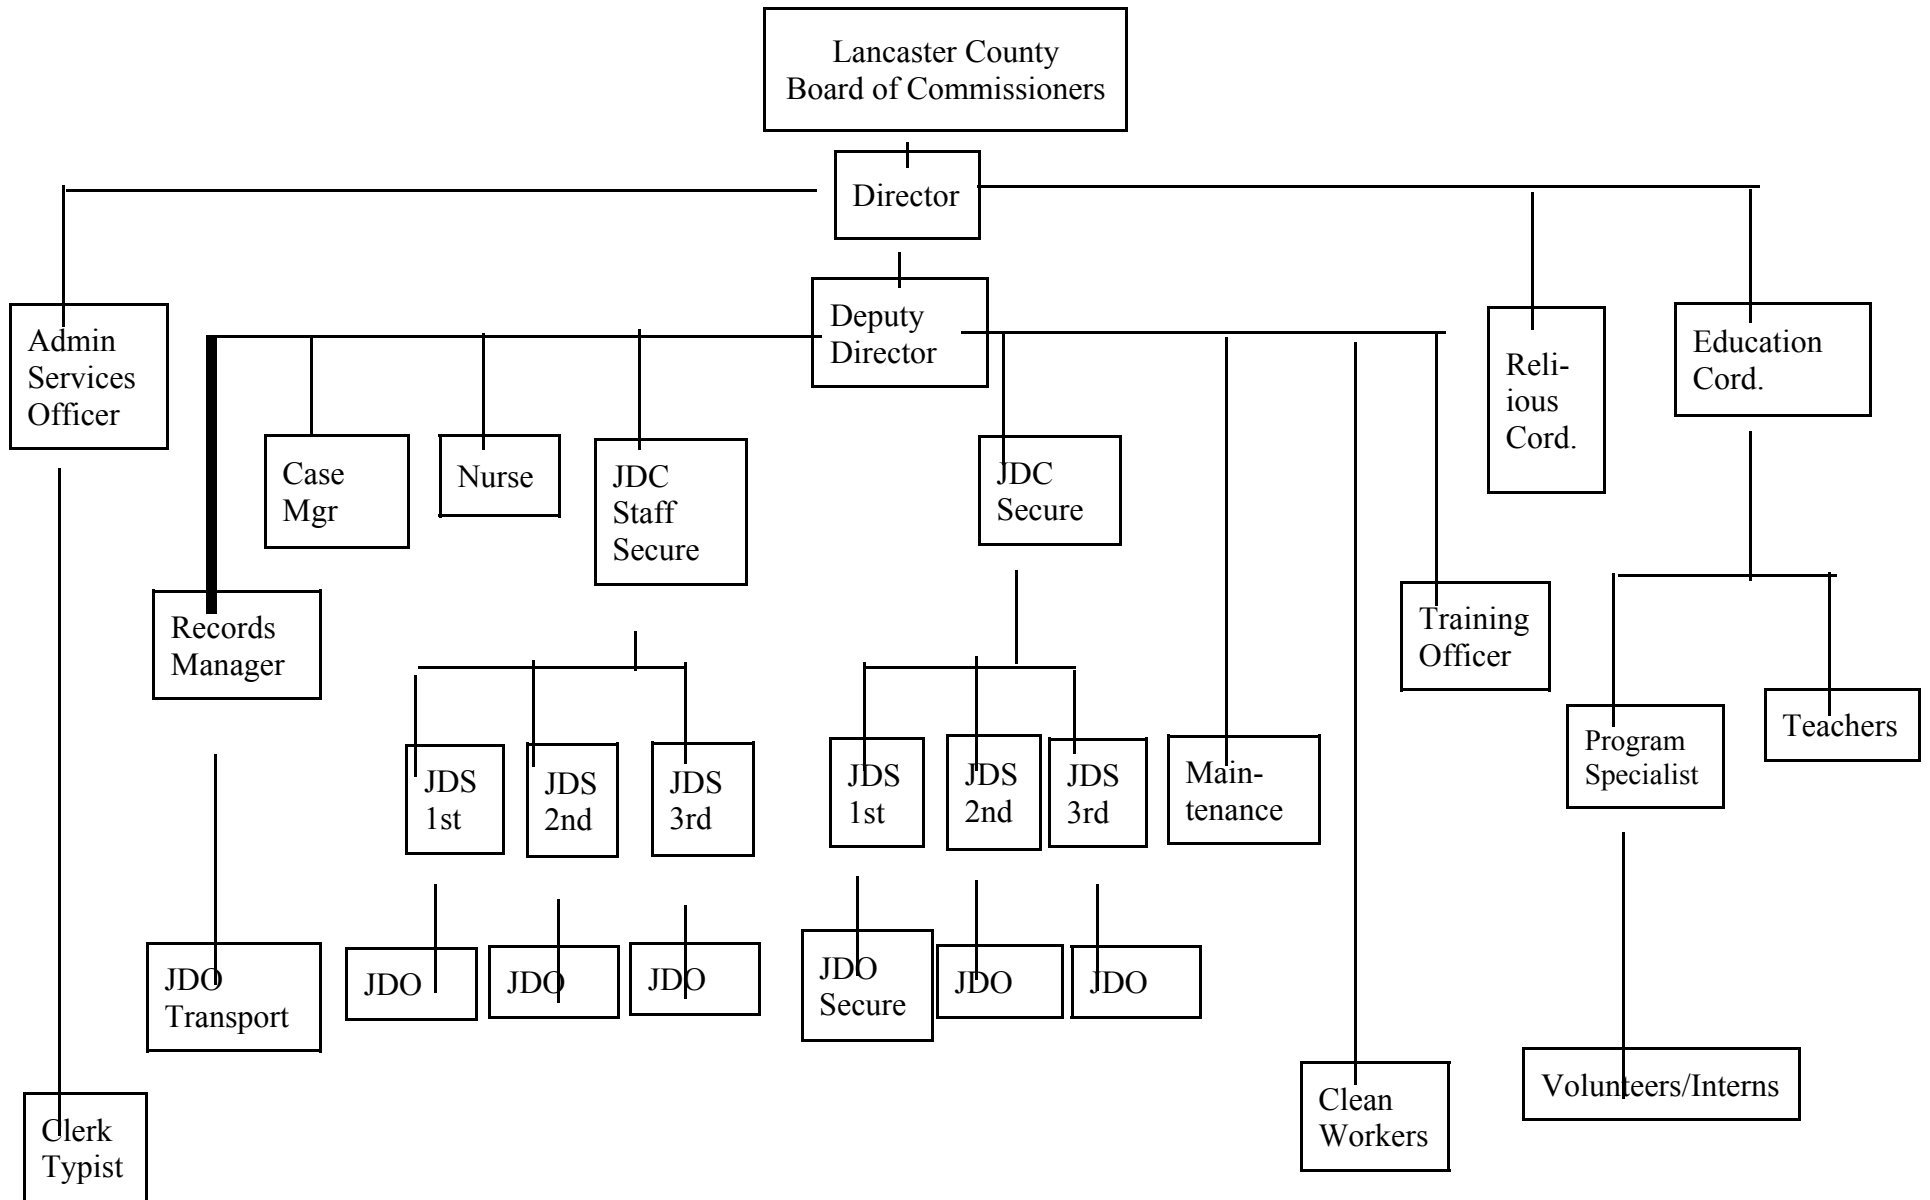 Lancaster County
Board of Commissioners
Director
Deputy
Director
Admin
Services
Officer
Reli-
ious
Cord.
Education
Cord.
Case
Mgr
Nurse
JDC
Staff
Secure
JDC
Secure
Records
Manager
Training
Officer
Program
Specialist
Teachers
JDS
1st
JDS
2nd
JDS
3rd
JDS
1st
JDS
2nd
JDS
3rd
Main-
tenance
JDO
Transport
JDO
JDO
JDO
JDO
Secure
JDO
JDO
Clean
Workers
Volunteers/Interns
Clerk
Typist